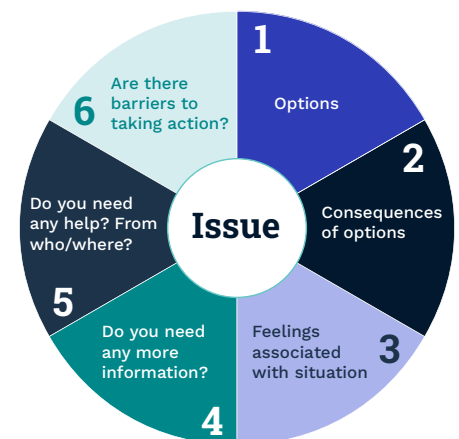 Issue
1
Options
2
Consequences
of options
3
Feelings
associated
with situation
4
Do you need
any more
information?
5
Do you need
any help? From
who/where?
6
Are there
barriers to
taking action?